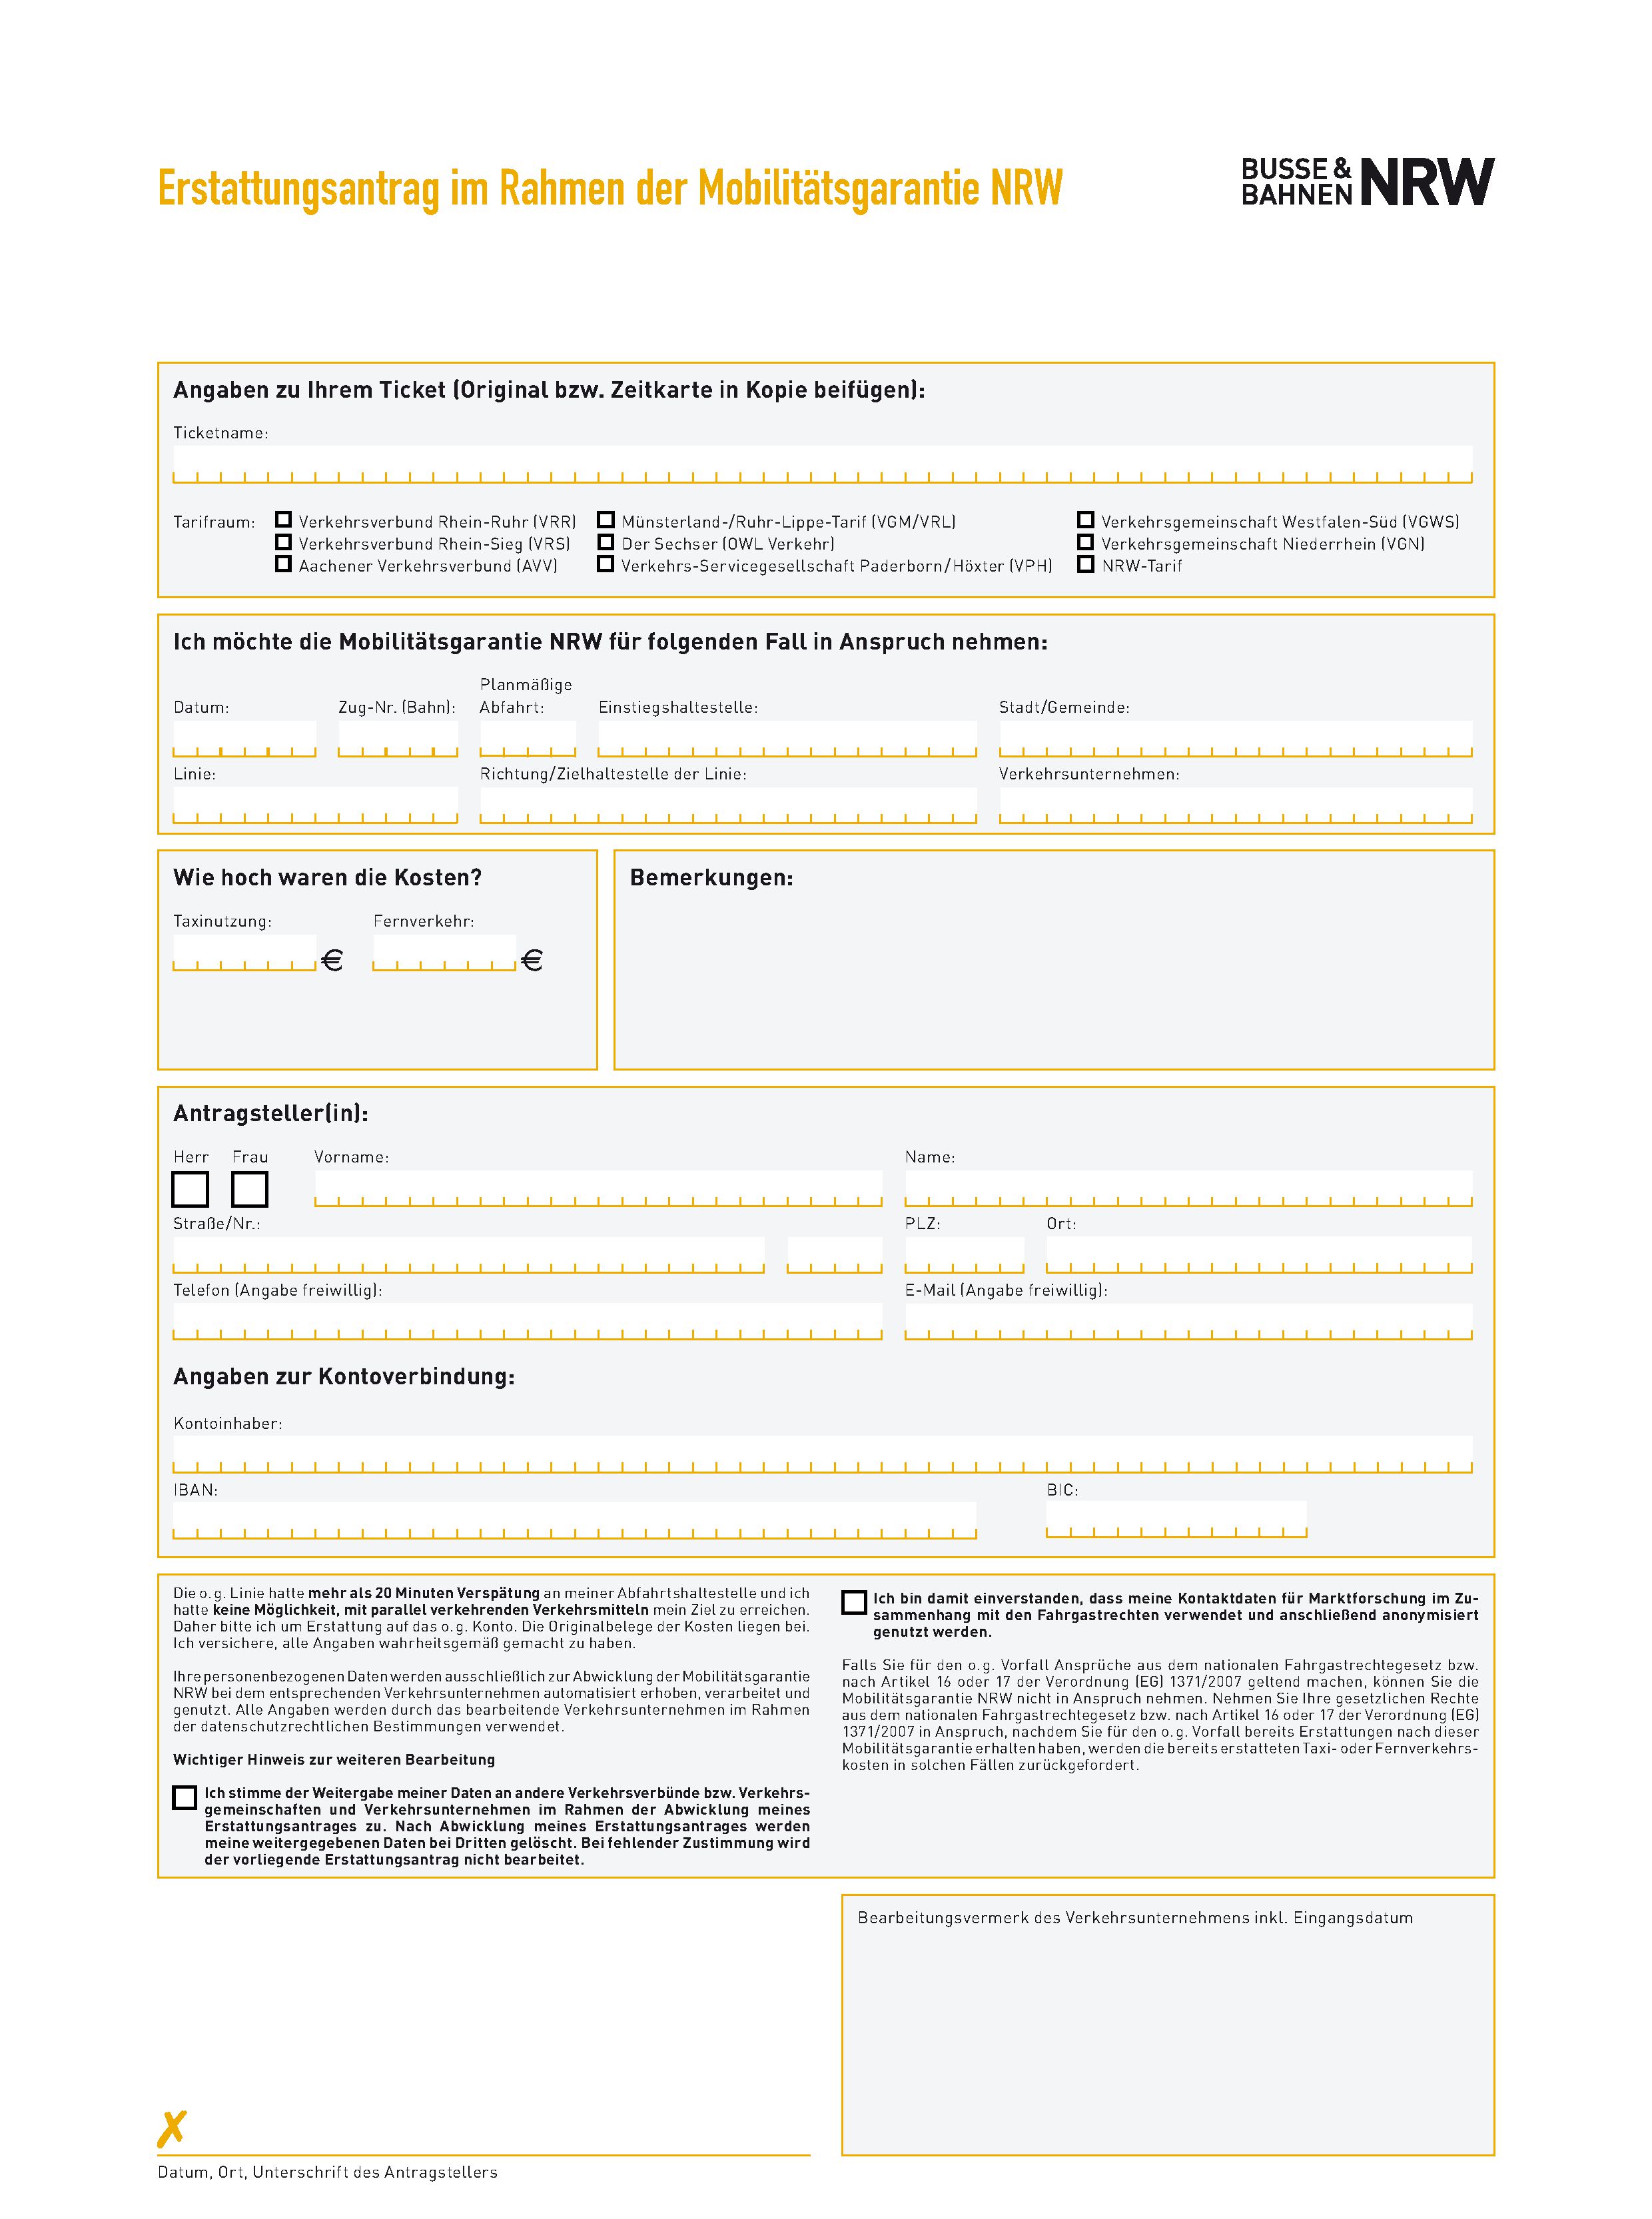 Erstattungsantrag im Rahmen der Mobilitätsgarantie NRW
BUSSE &
BAHNEN NRW
Angaben zu Ihrem Ticket (Original bzw. Zeitkarte in Kopie beifügen):
Ticketname:
Tarifraum: Verkehrsverbund Rhein-Ruhr (VRR) Münsterland-/Ruhr-Lippe-Tarif (VGM/VRL) Verkehrsgemeinschaft Westfalen-Süd (VGWS)
Verkehrsverbund Rhein-Sieg (VRS) Der Sechser (OWL Verkehr) Verkehrsgemeinschaft Niederrhein (VGN)
Aachener Verkehrsverbund (AVV) Verkehrs-Servicegesellschaft Paderborn/Höxter (VPH) NRW-Tarif
Ich möchte die Mobilitätsgarantie NRW für folgenden Fall in Anspruch nehmen:
Planmäßige
Datum: Zug-Nr. (Bahn): Abfahrt: Einstiegshaltestelle: Stadt/Gemeinde:
Linie: Richtung/Zielhaltestelle der Linie: Verkehrsunternehmen:
Wie hoch waren die Kosten?
Taxinutzung: Fernverkehr:
€ €
Bemerkungen:
Antragsteller(in):
Herr Frau Vorname: Name:
Straße/Nr.: PLZ: Ort:
Telefon (Angabe freiwillig): E-Mail (Angabe freiwillig):
Angaben zur Kontoverbindung:
Kontoinhaber:
IBAN: BIC:
Die o. g. Linie hatte mehr als 20 Minuten Verspätung an meiner Abfahrtshaltestelle und ich
hatte keine Möglichkeit, mit parallel verkehrenden Verkehrsmitteln mein Ziel zu erreichen.
Daher bitte ich um Erstattung auf das o. g. Konto. Die Originalbelege der Kosten liegen bei.
Ich versichere, alle Angaben wahrheitsgemäß gemacht zu haben.
Ihre personenbezogenen Daten werden ausschließlich zur Abwicklung der Mobilitätsgarantie
NRW bei dem entsprechenden Verkehrsunternehmen automatisiert erhoben, verarbeitet und
genutzt. Alle Angaben werden durch das bearbeitende Verkehrsunternehmen im Rahmen
der datenschutzrechtlichen Bestimmungen verwendet.
Wichtiger Hinweis zur weiteren Bearbeitung
Ich stimme der Weitergabe meiner Daten an andere Verkehrsverbünde bzw. Verkehrs-
gemeinschaften und Verkehrsunternehmen im Rahmen der Abwicklung meines
Erstattungsantrages zu. Nach Abwicklung meines Erstattungsantrages werden
meine weitergegebenen Daten bei Dritten gelöscht. Bei fehlender Zustimmung wird
der vorliegende Erstattungsantrag nicht bearbeitet.
Ich bin damit einverstanden, dass meine Kontaktdaten für Marktforschung im Zu-
sammenhang mit den Fahrgastrechten verwendet und anschließend anonymisiert
genutzt werden.
Falls Sie für den o. g. Vorfall Ansprüche aus dem nationalen Fahrgastrechtegesetz bzw.
nach Artikel 16 oder 17 der Verordnung (EG) 1371/2007 geltend machen, können Sie die
Mobilitätsgarantie NRW nicht in Anspruch nehmen. Nehmen Sie Ihre gesetzlichen Rechte
aus dem nationalen Fahrgastrechtegesetz bzw. nach Artikel 16 oder 17 der Verordnung (EG)
1371/2007 in Anspruch, nachdem Sie für den o. g. Vorfall bereits Erstattungen nach dieser
Mobilitätsgarantie erhalten haben, werden die bereits erstatteten Taxi- oder Fernverkehrs-
kosten in solchen Fällen zurückgefordert.
Bearbeitungsvermerk des Verkehrsunternehmens inkl. Eingangsdatum
✗
Datum, Ort, Unterschrift des Antragstellers